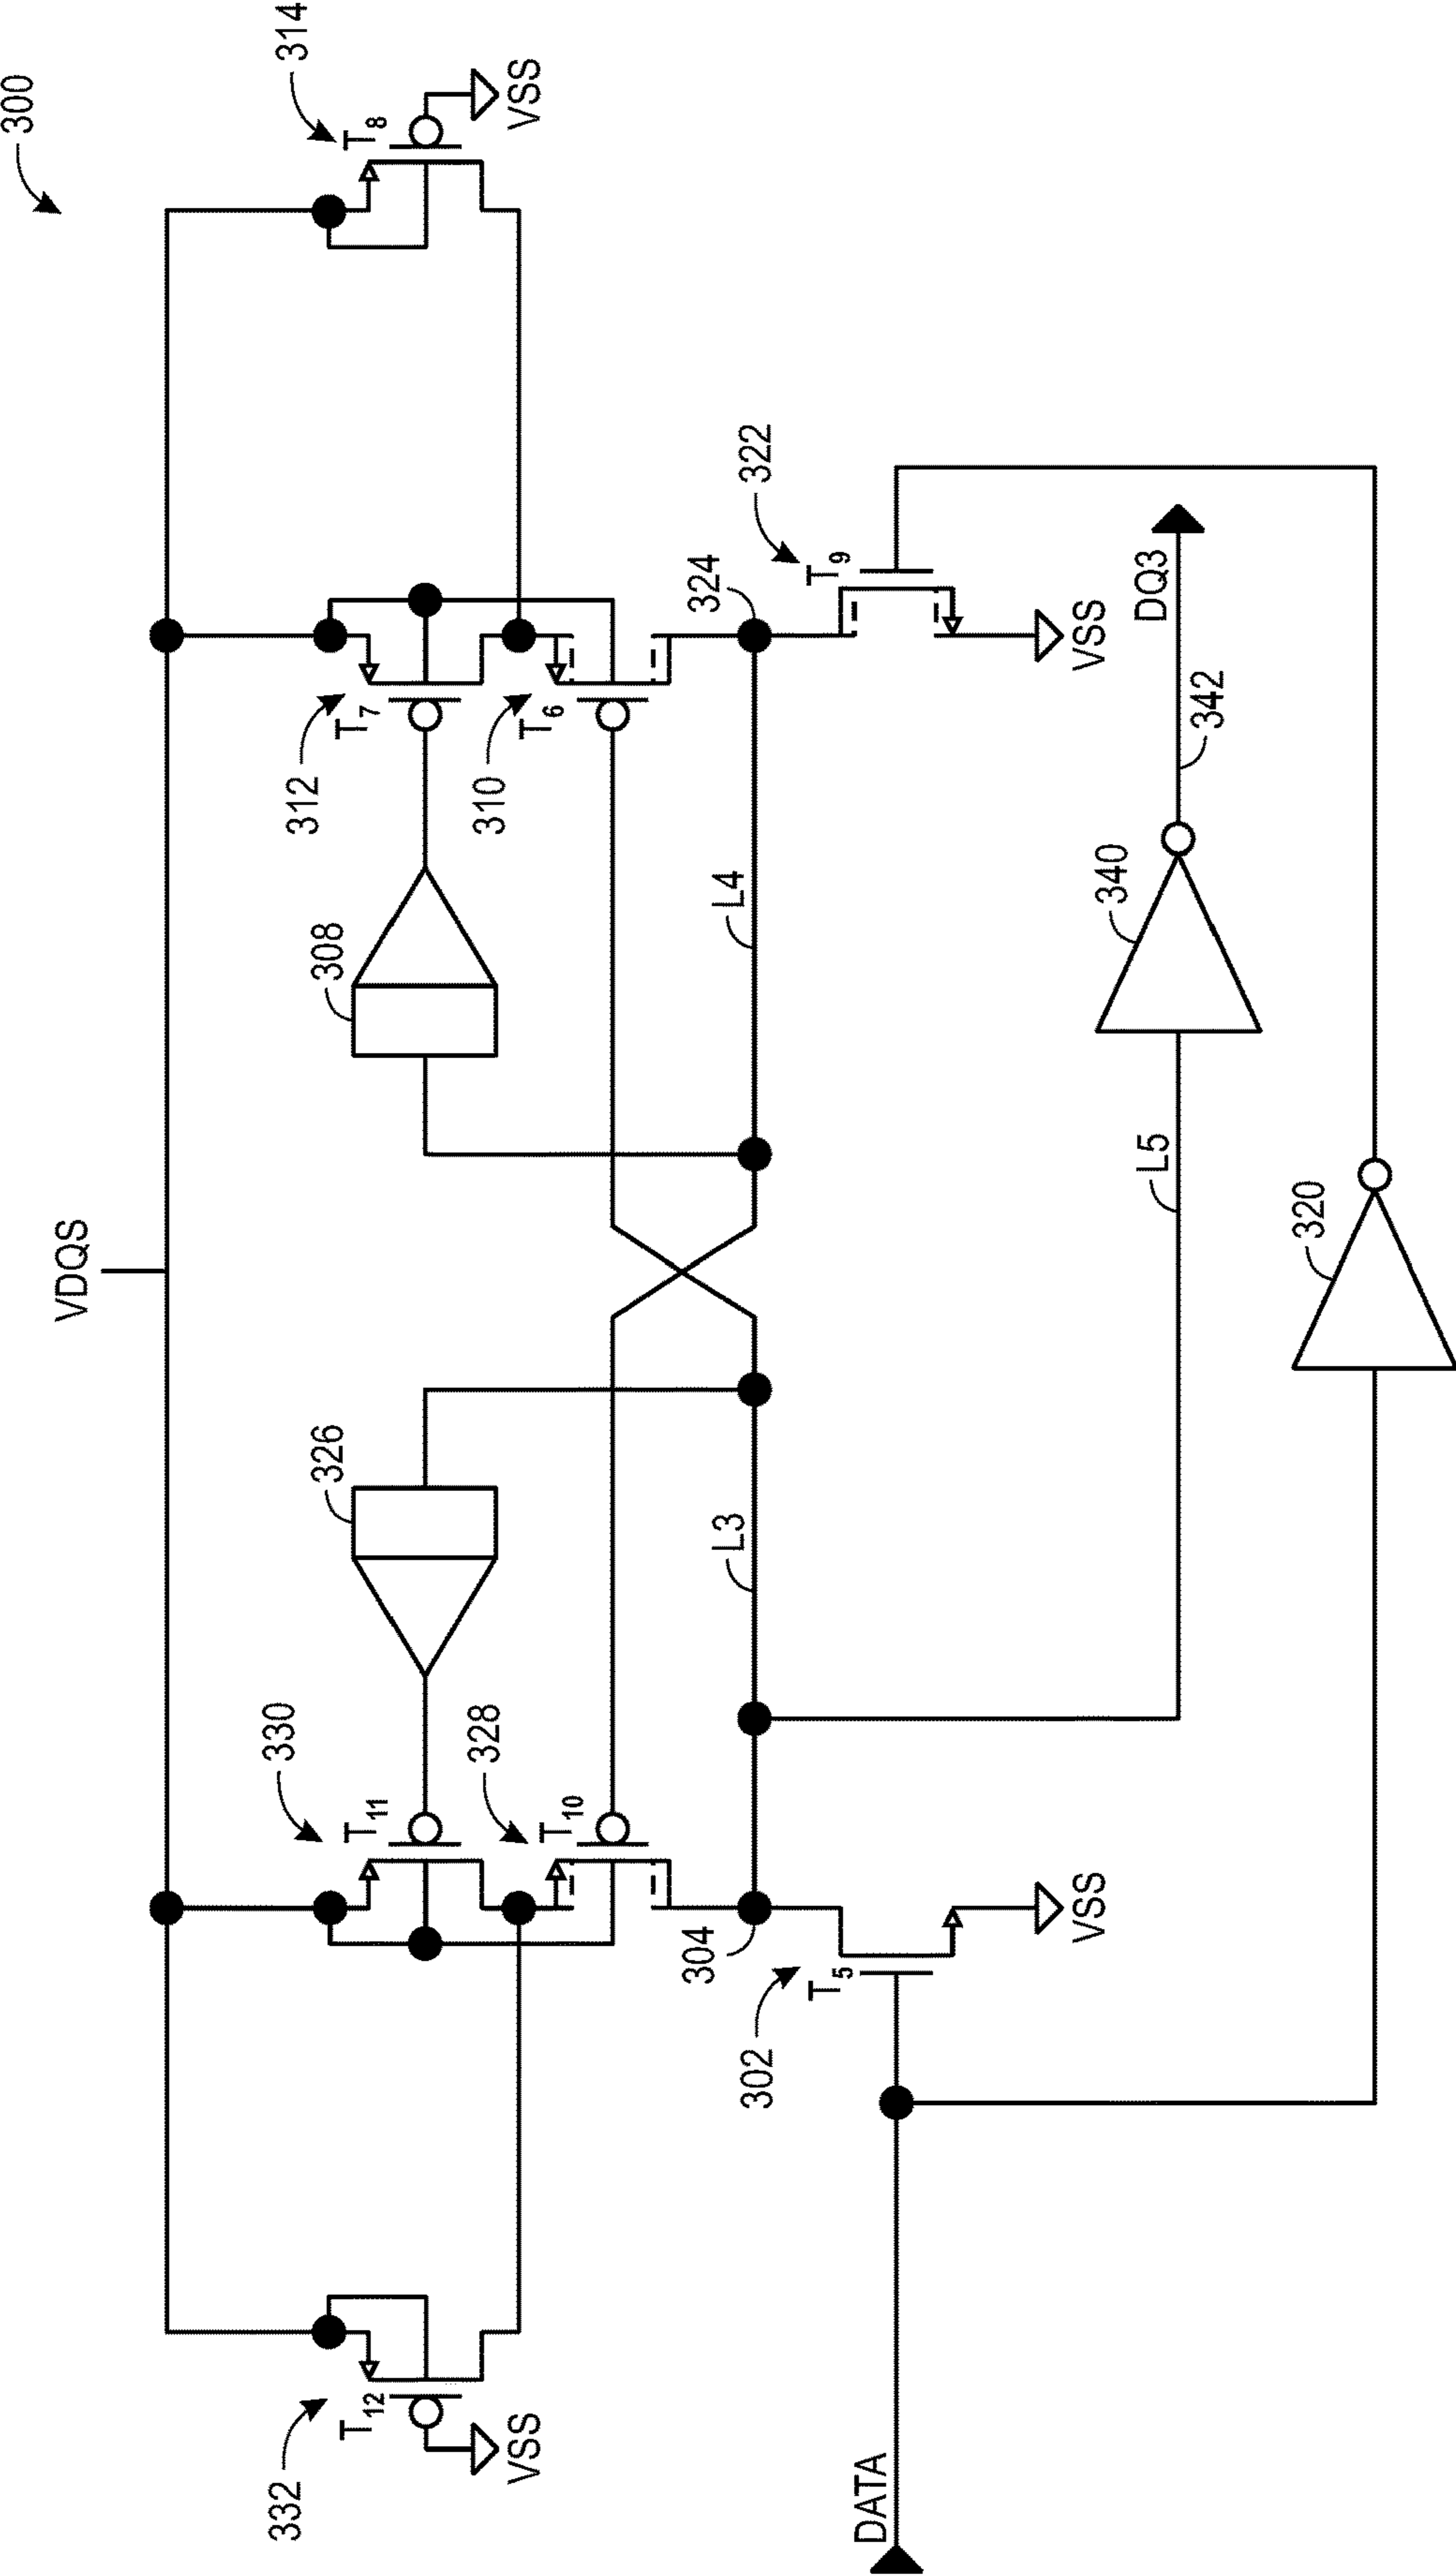 300
VDQS
332
T12
VSS
330
T11
326
308
312
T7
314
T8
VSS
328
T10
310
T6
304
L3
L4
324
302
T5
VSS
322
T9
VSS
DATA
L5
340
342
DQ3
320